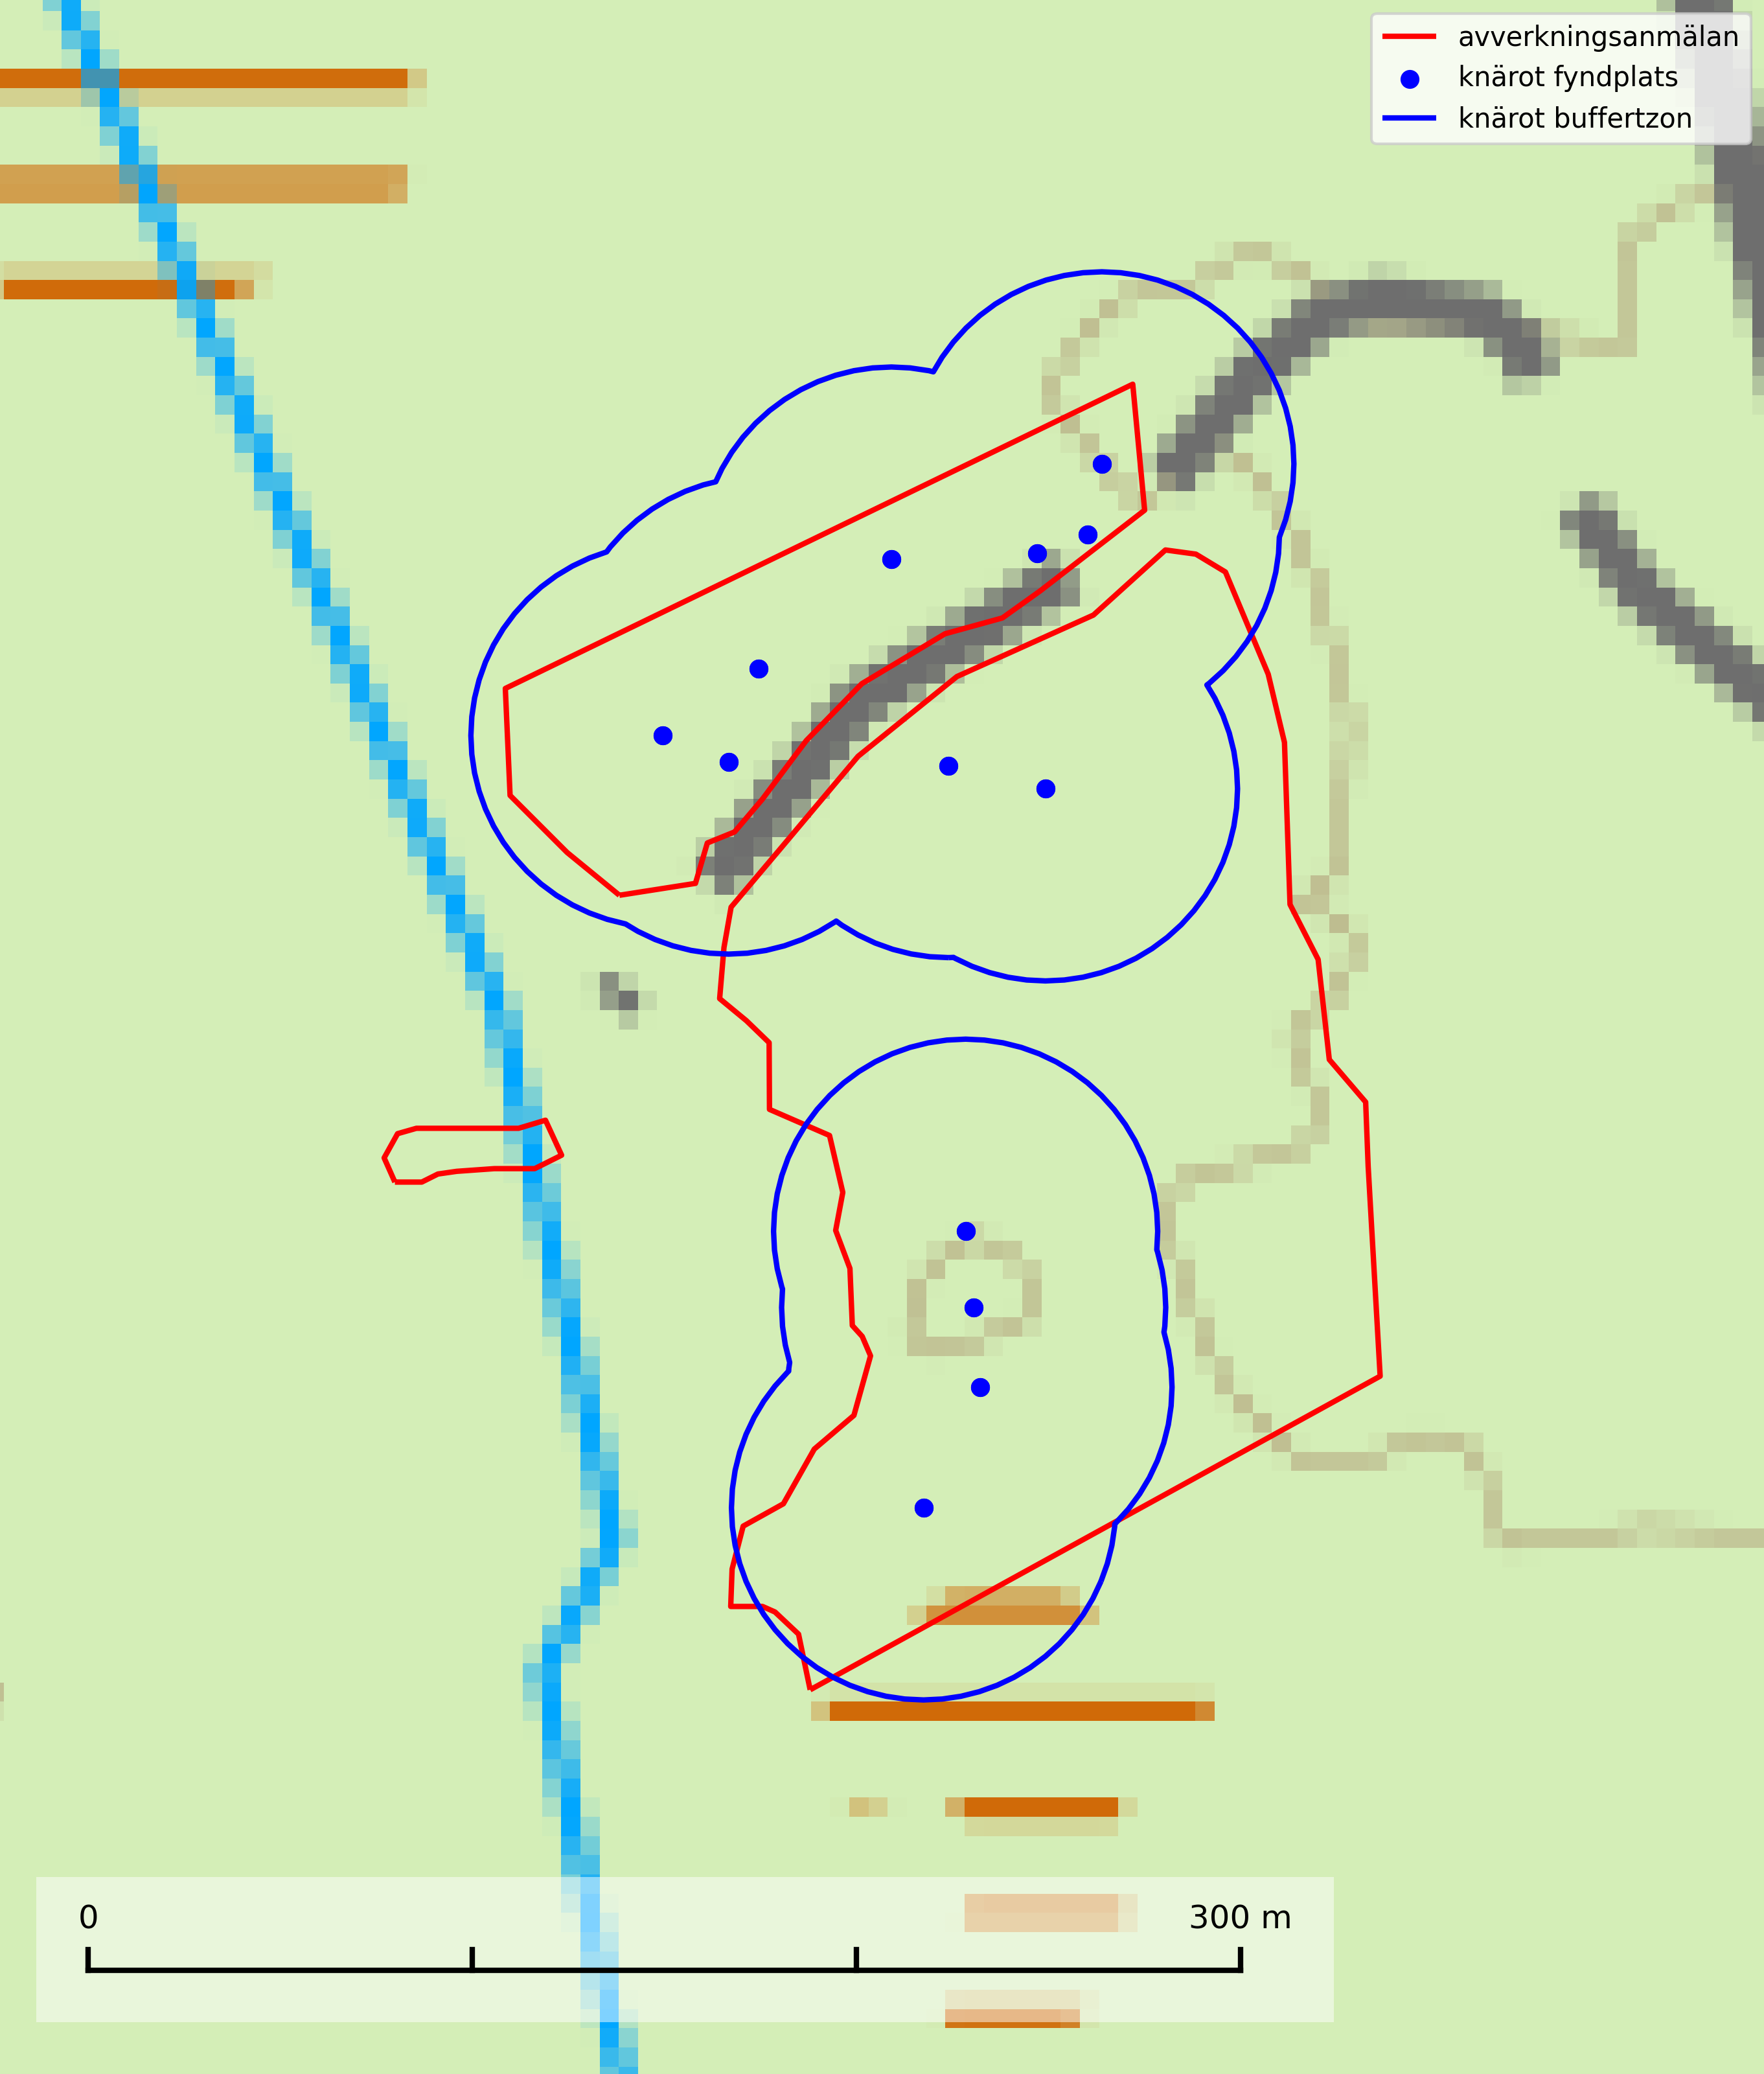 avverkningsanmälan
knärot fyndplats
knärot buffertzon
0
300 m